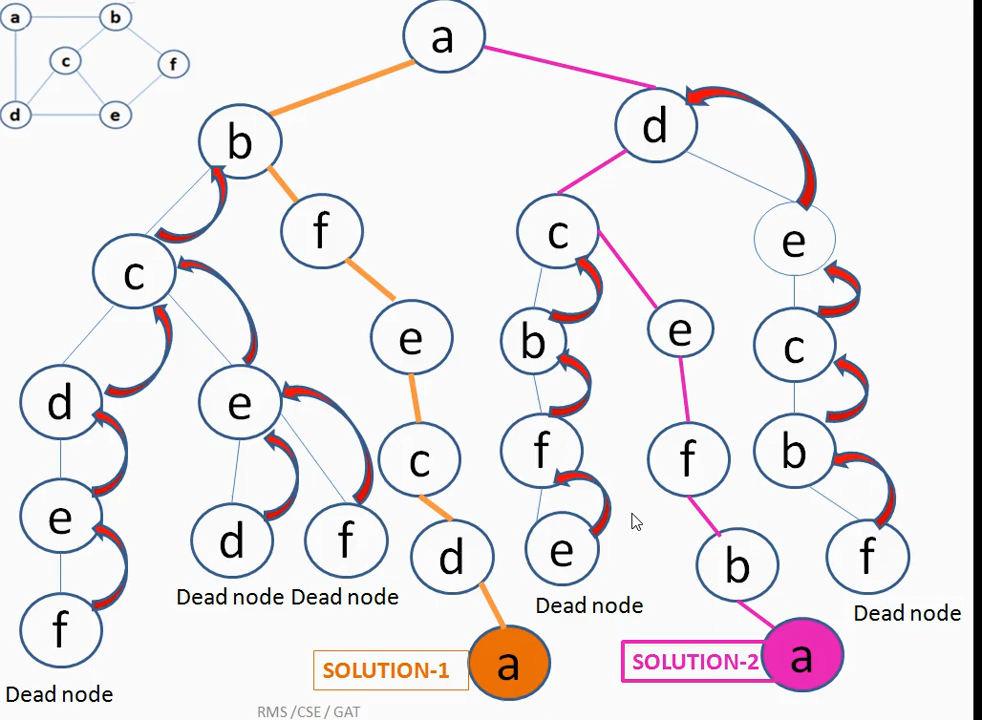 a b
c f
d e
a
b d
c f c e
d e e b e c
e d f c f f b
f d e b f
a a
Dead node Dead node
Dead node
Dead node
Dead node
SOLUTION-1
SOLUTION-2
RMS /CSE / GAT